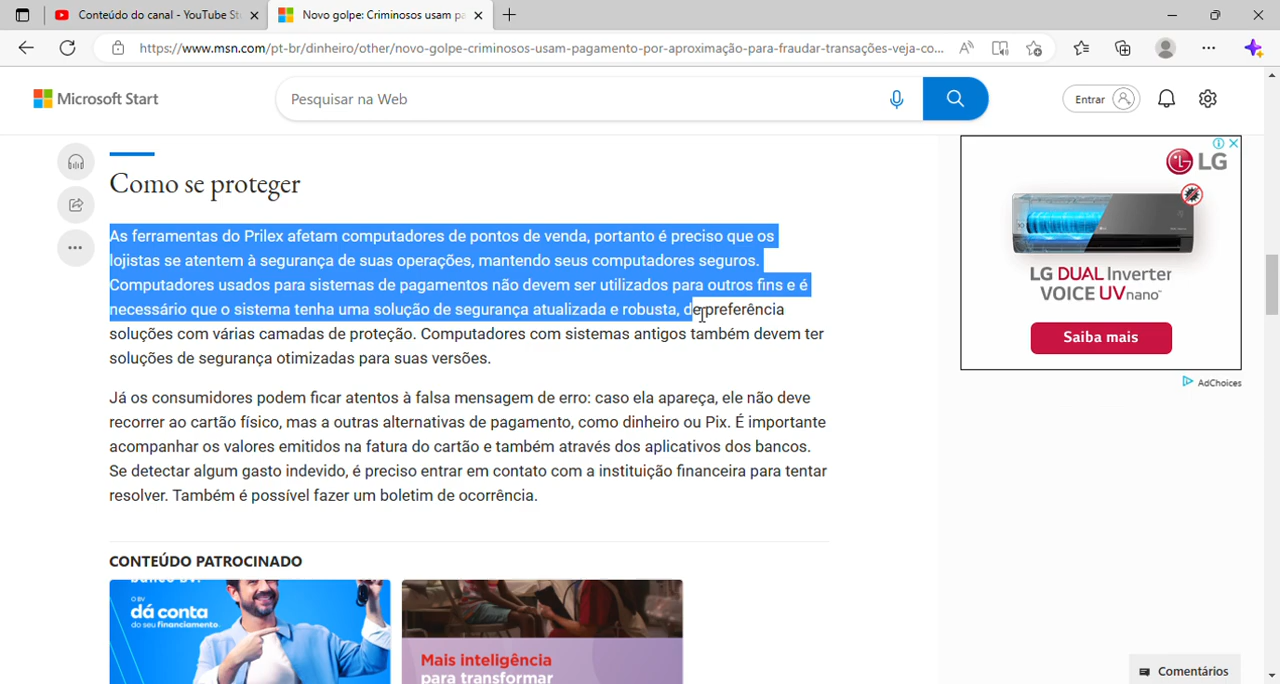 Conteúdo do canal - YouTube St
Novo golpe: Criminosos usam pa
https://www.msn.com/pt-br/dinheiro/other/novo-golpe-criminosos-usam-pagamento-por-aproximação-para-fraudar-transações-veja-co...
Microsoft Start
Pesquisar na Web
Entrar
Como se proteger
As ferramentas do Prilex afetam computadores de pontos de venda, portanto é preciso que os
lojistas se atentem à segurança de suas operações, mantendo seus computadores seguros.
Computadores usados para sistemas de pagamentos não devem ser utilizados para outros fins e é
necessário que o sistema tenha uma solução de segurança atualizada e robusta, de preferência
soluções com várias camadas de proteção. Computadores com sistemas antigos também devem ter
soluções de segurança otimizadas para suas versões.
Já os consumidores podem ficar atentos à falsa mensagem de erro: caso ela apareça, ele não deve
recorrer ao cartão físico, mas a outras alternativas de pagamento, como dinheiro ou Pix. É importante
acompanhar os valores emitidos na fatura do cartão e também através dos aplicativos dos bancos.
Se detectar algum gasto indevido, é preciso entrar em contato com a instituição financeira para tentar
resolver. Também é possível fazer um boletim de ocorrência.
LG
LG DUAL Inverter
VOICE UVnano™
Saiba mais
AdChoices
CONTEÚDO PATROCINADO
Banco BV:
O BV
dá conta
do seu financiamento.
Mais inteligência
para transformar
Comentários